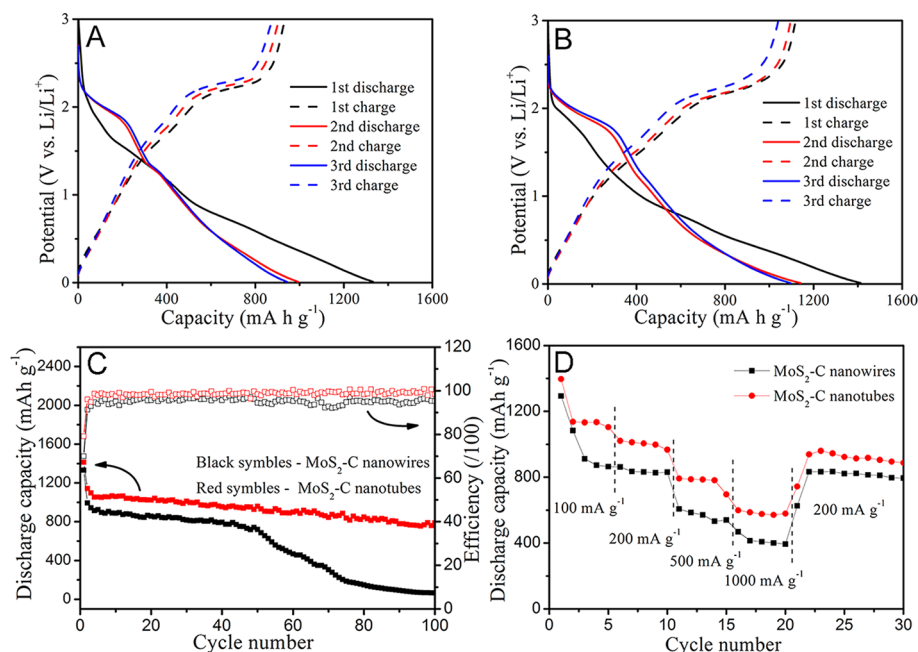 A
3
2
1
0
Potential (V vs. Li/Li⁺)
1st discharge
1st charge
2nd discharge
2nd charge
3rd discharge
3rd charge
0 400 800 1200 1600
Capacity (mA h g⁻¹)
B
3
2
1
0
Potential (V vs. Li/Li⁺)
1st discharge
1st charge
2nd discharge
2nd charge
3rd discharge
3rd charge
0 400 800 1200 1600
Capacity (mA h g⁻¹)
C
2400
2000
1600
1200
800
400
0
Discharge capacity (mAh g⁻¹)
120
100
80
60
40
20
0
Efficiency (/100)
Black symbles - MoS₂-C nanowires
Red symbles - MoS₂-C nanotubes
0 20 40 60 80 100
Cycle number
D
1600
1200
800
400
0
Discharge capacity (mAh g⁻¹)
MoS₂-C nanowires
MoS₂-C nanotubes
100 mA g⁻¹
200 mA g⁻¹
500 mA g⁻¹
1000 mA g⁻¹
200 mA g⁻¹
0 5 10 15 20 25 30
Cycle number